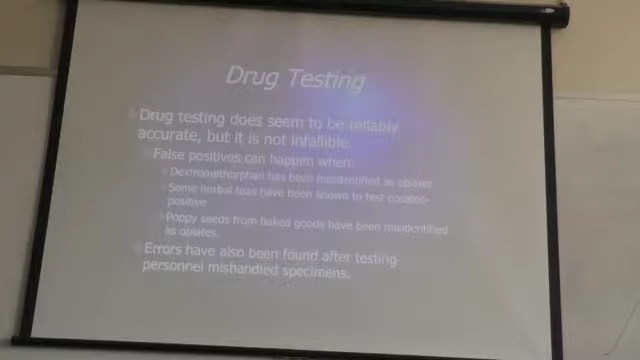 Drug Testing
Drug testing does seem to be reliably
accurate, but it is not infallible.
False positives can happen when:
Dextromethorphan has been misidentified as opiates
Some herbal teas have been known to test cocaine-
positive
Poppy seeds from baked goods have been misidentified
as opiates.
Errors have also been found after testing
personnel mishandled specimens.